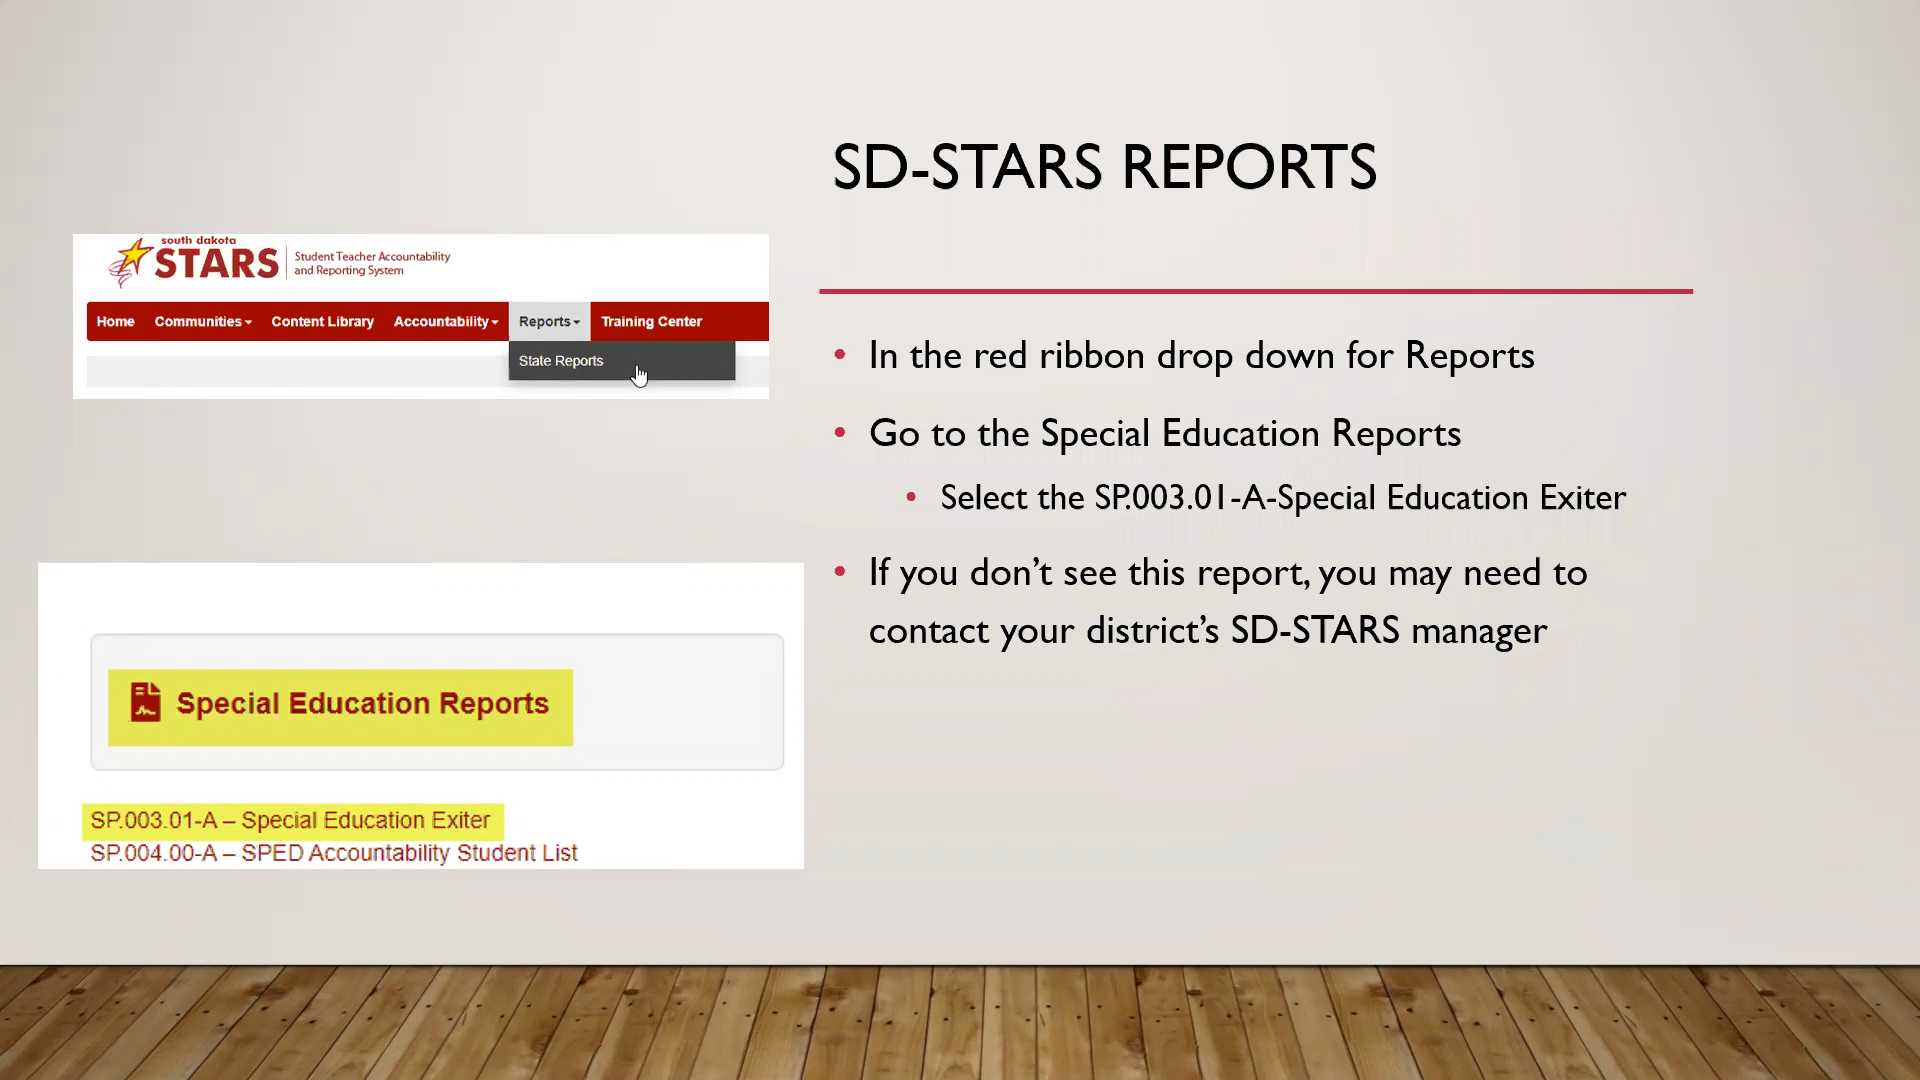 SD-STARS REPORTS
south dakota
STARS
Student Teacher Accountability
and Reporting System
Home Communities Content Library Accountability Reports Training Center
State Reports
• In the red ribbon drop down for Reports
• Go to the Special Education Reports
• Select the SP.003.01-A-Special Education Exiter
• If you don’t see this report, you may need to
contact your district’s SD-STARS manager
Special Education Reports
SP.003.01-A – Special Education Exiter
SP.004.00-A – SPED Accountability Student List